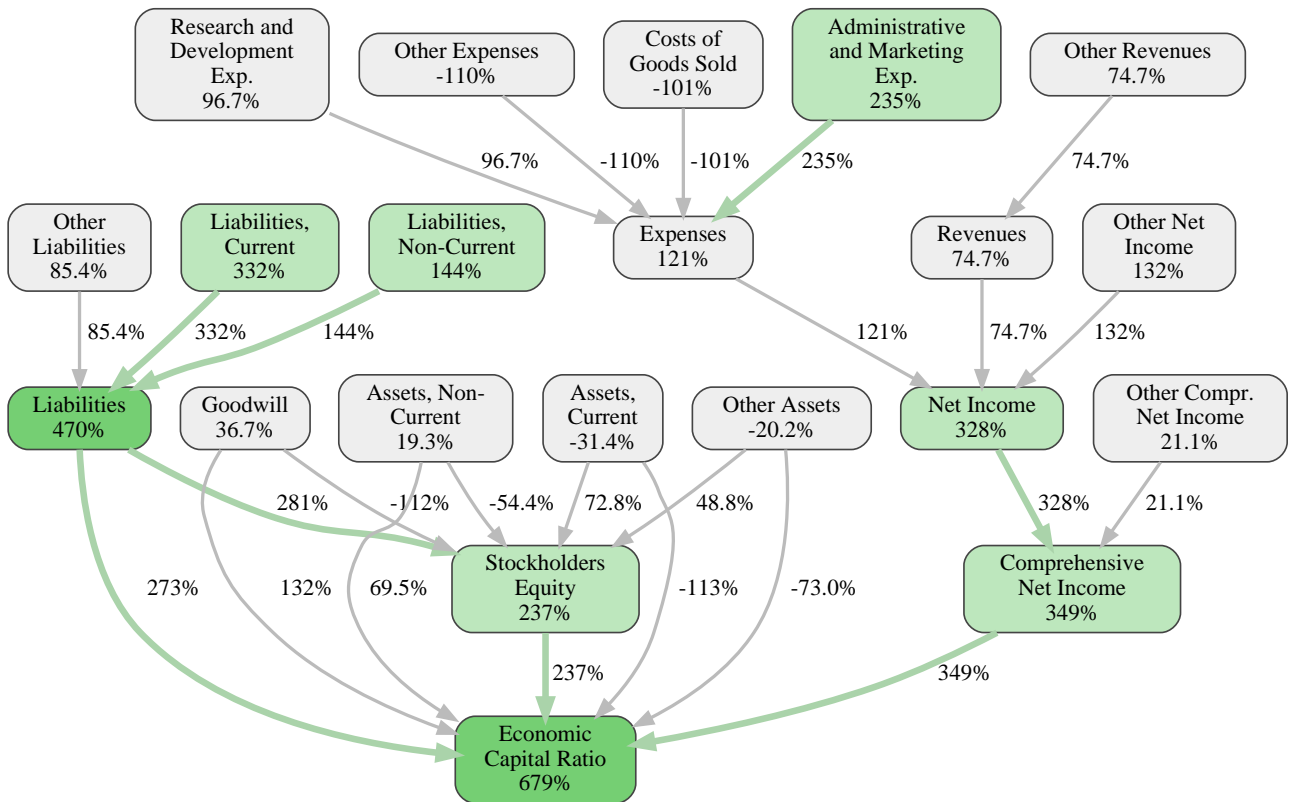 Research and
Development
Exp.
96.7%
Other Expenses
-110%
Costs of
Goods Sold
-101%
Administrative
and Marketing
Exp.
235%
Other Revenues
74.7%
96.7%
-110%
-101%
235%
74.7%
Other
Liabilities
85.4%
Liabilities,
Current
332%
Liabilities,
Non-Current
144%
Expenses
121%
Revenues
74.7%
Other Net
Income
132%
85.4%
332%
144%
121%
74.7%
132%
Liabilities
470%
Goodwill
36.7%
Assets, Non-
Current
19.3%
Assets,
Current
-31.4%
Other Assets
-20.2%
Net Income
328%
Other Compr.
Net Income
21.1%
281%
-112%
-54.4%
72.8%
48.8%
328%
21.1%
Stockholders
Equity
237%
Comprehensive
Net Income
349%
273%
132%
69.5%
-113%
-73.0%
237%
349%
Economic
Capital Ratio
679%